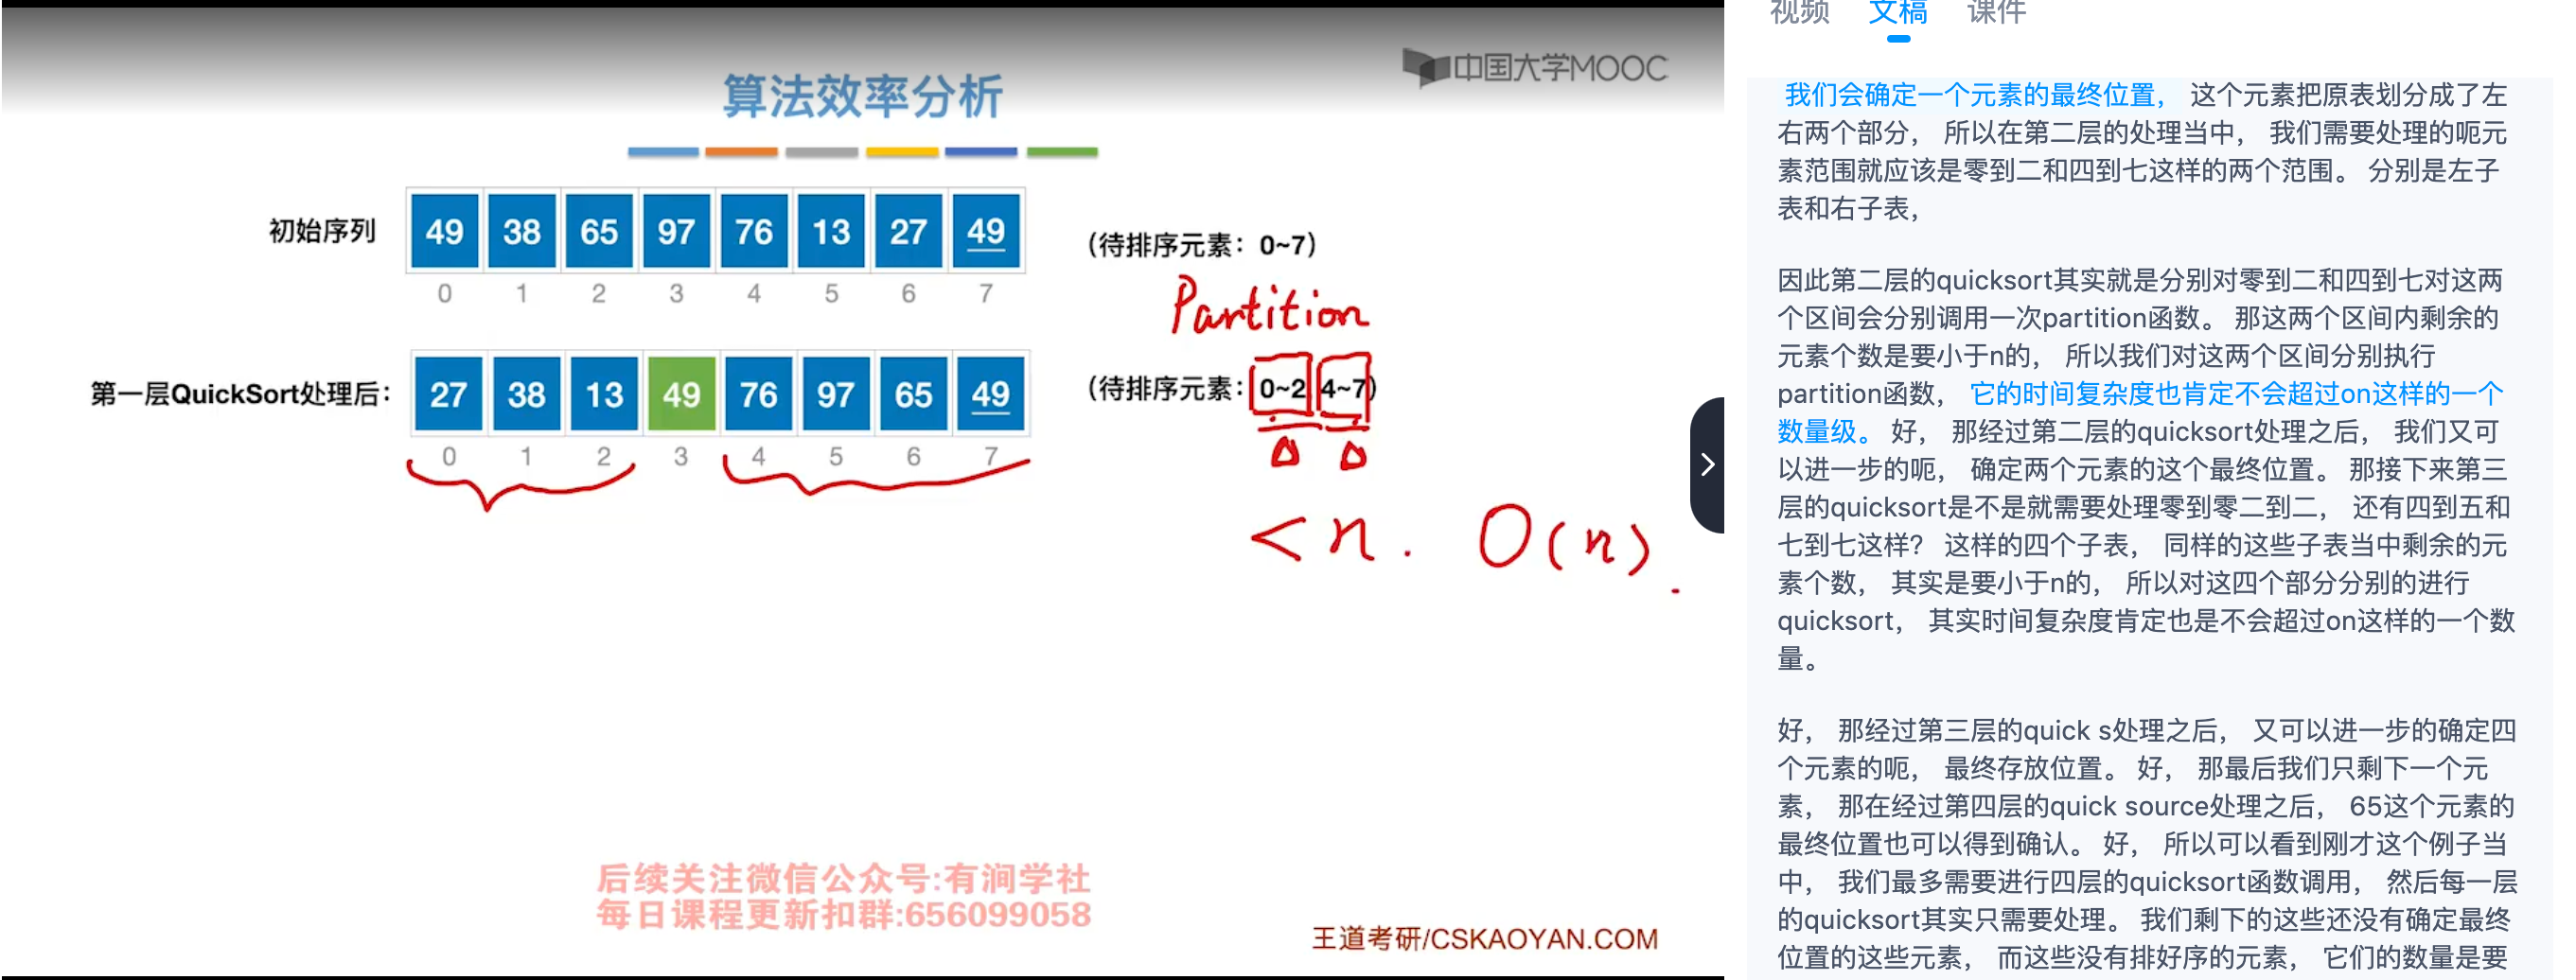 中国大学MOOC
算法效率分析
初始序列 49 38 65 97 76 13 27 49 (待排序元素：0~7)
0 1 2 3 4 5 6 7
Partition
第一层QuickSort处理后： 27 38 13 49 76 97 65 49 (待排序元素：0~2 4~7)
0 1 2 3 4 5 6 7
<n. O(n).
后续关注微信公众号:有涧学社
每日课程更新扣群:656099058
王道考研/CSKAOYAN.COM
视频 文稿 课件
我们会确定一个元素的最终位置， 这个元素把原表划分成了左
右两个部分， 所以在第二层的处理当中， 我们需要处理的呃元
素范围就应该是零到二和四到七这样的两个范围。 分别是左子
表和右子表，
因此第二层的quicksort其实就是分别对零到二和四到七对这两
个区间会分别调用一次partition函数。 那这两个区间内剩余的
元素个数是要小于n的， 所以我们对这两个区间分别执行
partition函数， 它的时间复杂度也肯定不会超过on这样的一个
数量级。 好， 那经过第二层的quicksort处理之后， 我们又可
以进一步的呃， 确定两个元素的这个最终位置。 那接下来第三
层的quicksort是不是就需要处理零到零二到二， 还有四到五和
七到七这样？ 这样的四个子表， 同样的这些子表当中剩余的元
素个数， 其实是要小于n的， 所以对这四个部分分别的进行
quicksort， 其实时间复杂度肯定也是不会超过on这样的一个数
量。
好， 那经过第三层的quick s处理之后， 又可以进一步的确定四
个元素的呃， 最终存放位置。 好， 那最后我们只剩下一个元
素， 那在经过第四层的quick source处理之后， 65这个元素的
最终位置也可以得到确认。 好， 所以可以看到刚才这个例子当
中， 我们最多需要进行四层的quicksort函数调用， 然后每一层
的quicksort其实只需要处理。 我们剩下的这些还没有确定最终
位置的这些元素， 而这些没有排好序的元素， 它们的数量是要